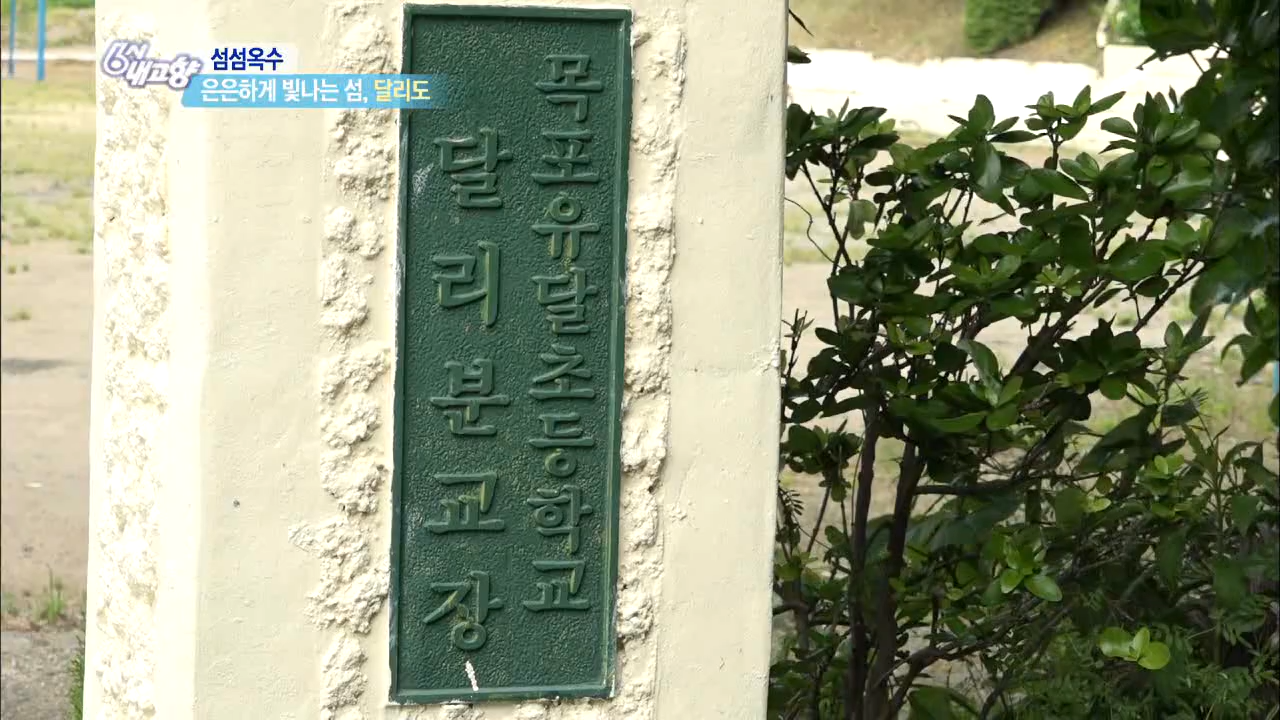 6시
내고향
섬섬옥수
은은하게 빛나는 섬, 달리도
목포유달초등학교
달리분교장